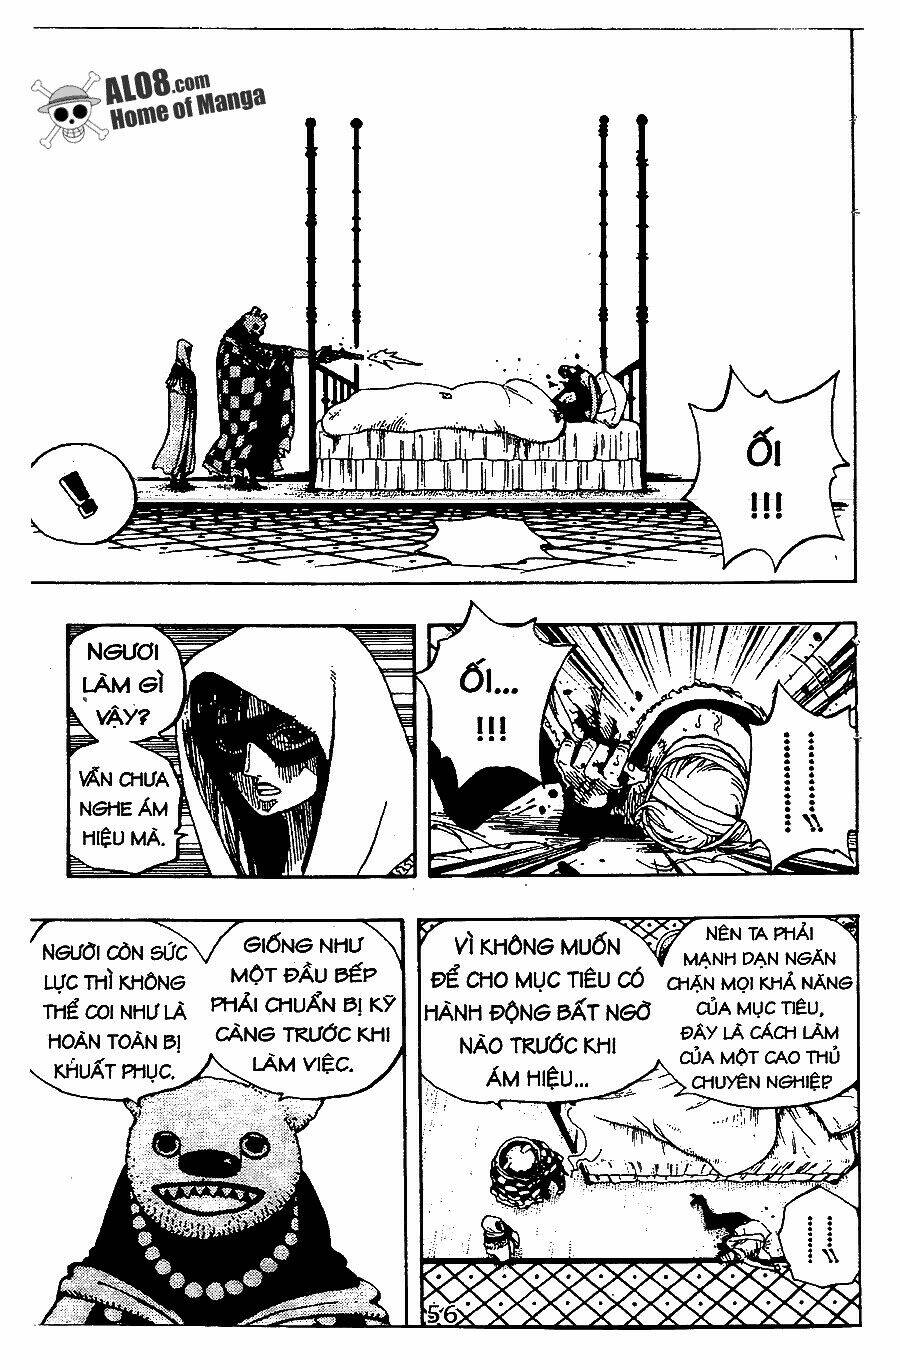 AL08.com
Home of Manga
!
ỐI
!!!
NGƯƠI
LÀM GÌ
VẬY?
VẪN CHƯA
NGHE ÁM
HIỆU MÀ.
ỐI...
!!!
.........!!
NGƯỜI CÒN SỨC
LỰC THÌ KHÔNG
THỂ COI NHƯ LÀ
HOÀN TOÀN BỊ
KHUẤT PHỤC.
GIỐNG NHƯ
MỘT ĐẦU BẾP
PHẢI CHUẨN BỊ KỸ
CÀNG TRƯỚC KHI
LÀM VIỆC.
VÌ KHÔNG MUỐN
ĐỂ CHO MỤC TIÊU CÓ
HÀNH ĐỘNG BẤT NGỜ
NÀO TRƯỚC KHI
ÁM HIỆU...
NÊN TA PHẢI
MẠNH DẠN NGĂN
CHẶN MỌI KHẢ NĂNG
CỦA MỤC TIÊU,
ĐÂY LÀ CÁCH LÀM
CỦA MỘT CAO THỦ
CHUYÊN NGHIỆP.
......!!
56